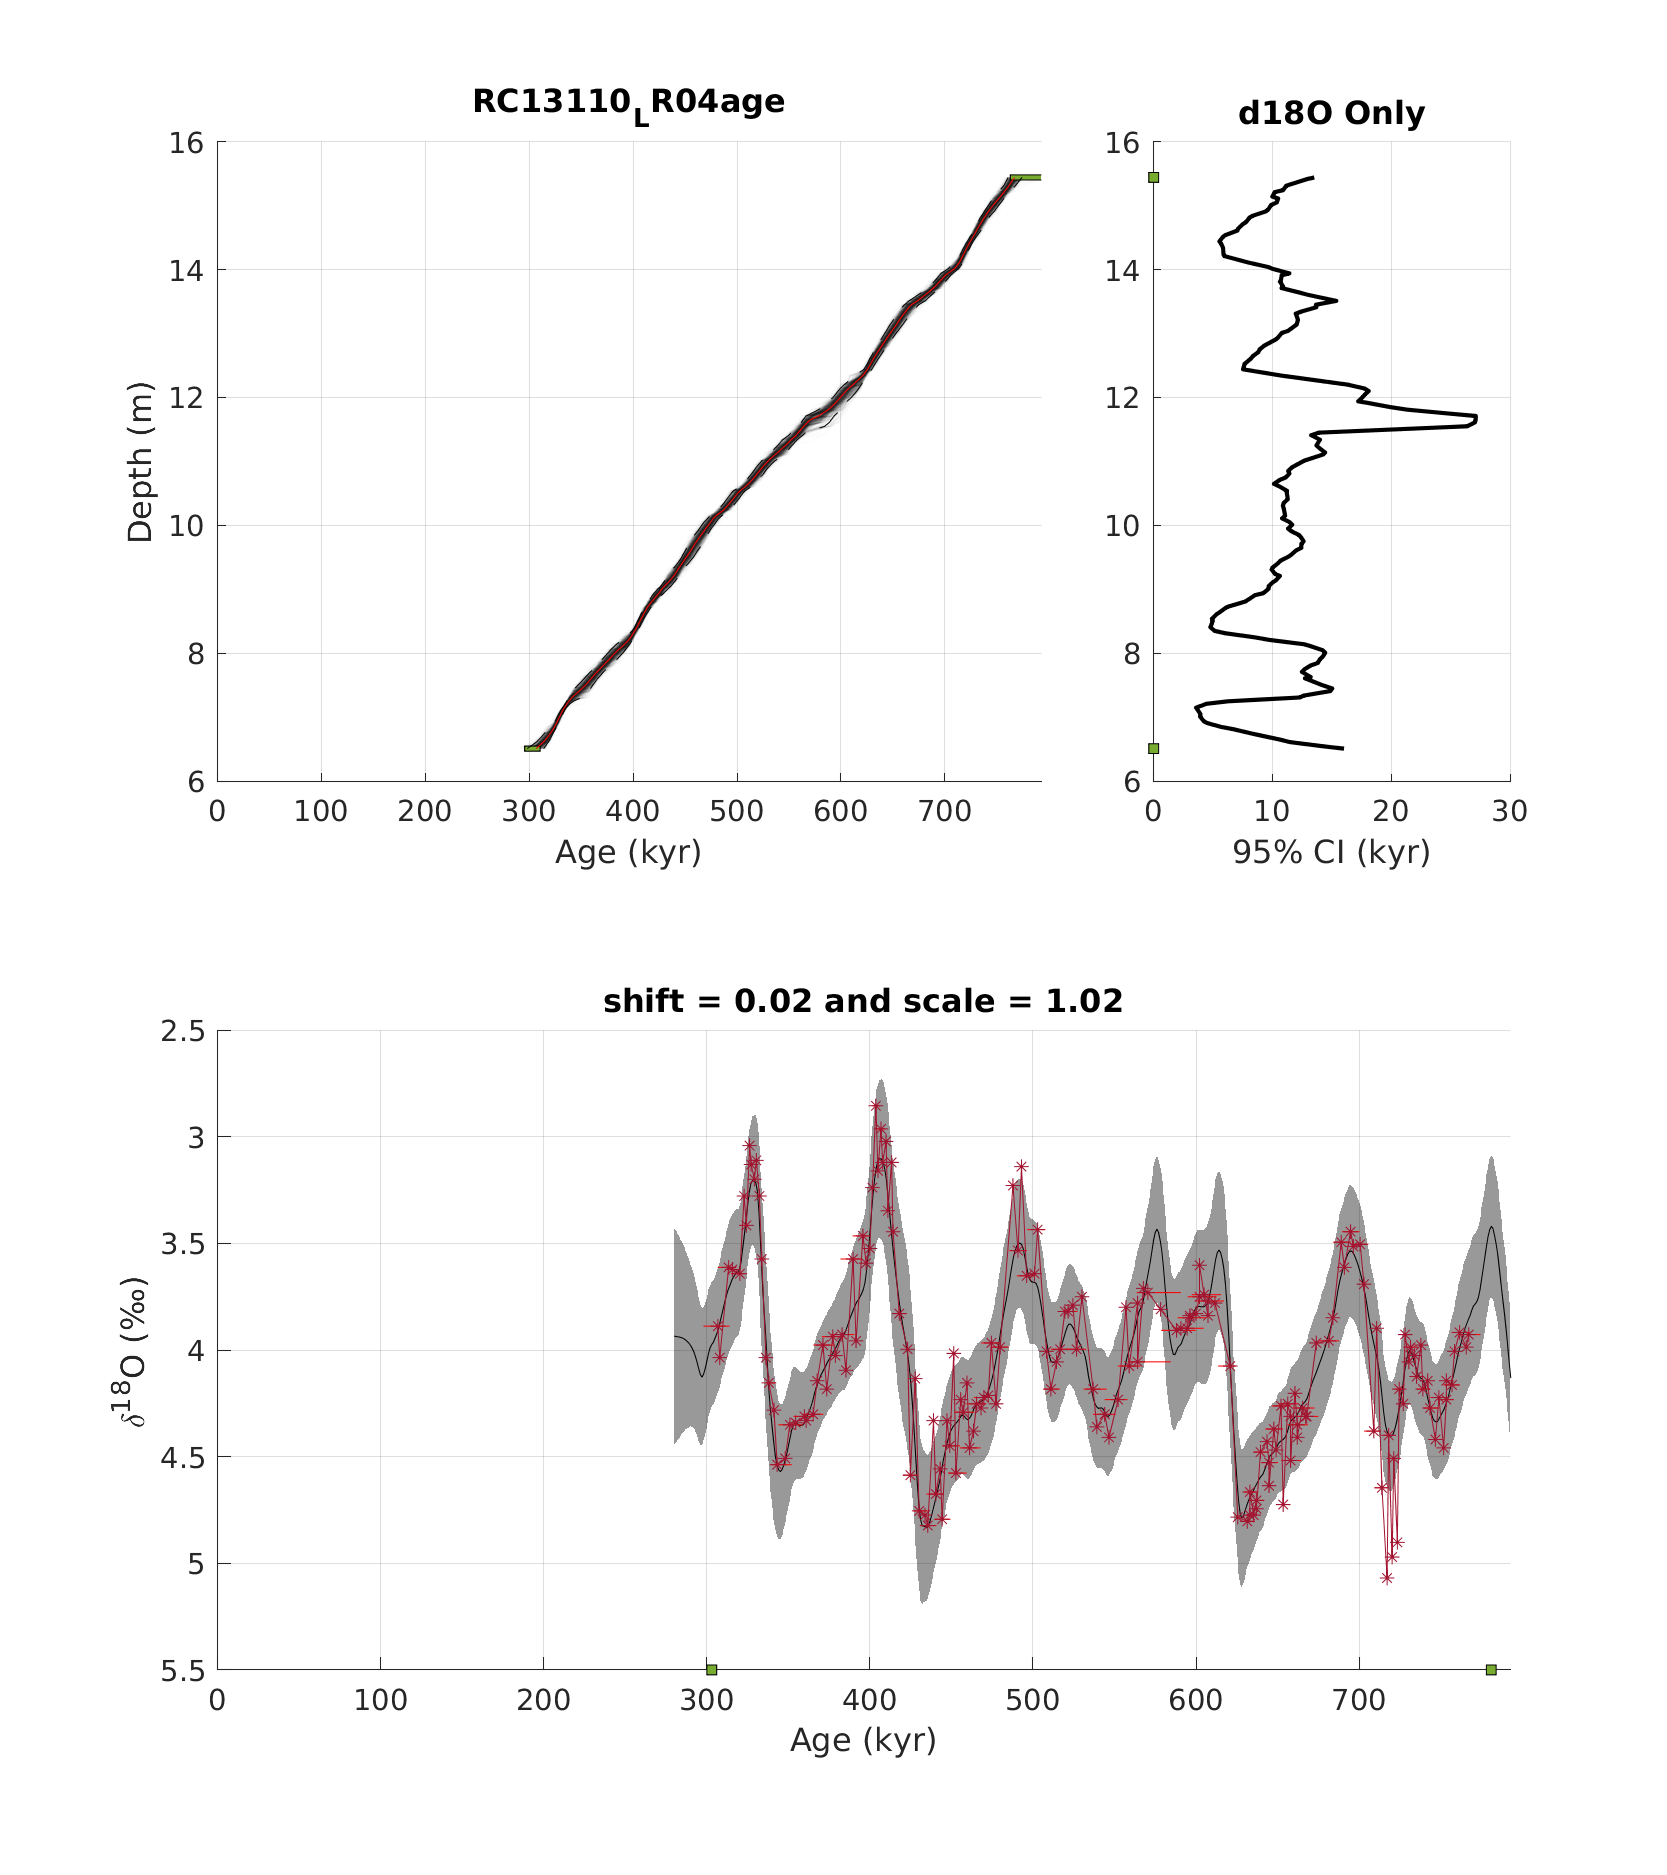 RC13110_LR04age
d18O Only
16
14
12
10
8
6
Depth (m)
0 100 200 300 400 500 600 700
Age (kyr)
16
14
12
10
8
6
0 10 20 30
95% CI (kyr)
shift = 0.02 and scale = 1.02
2.5
3
3.5
4
4.5
5
5.5
δ¹⁸O (‰)
0 100 200 300 400 500 600 700
Age (kyr)